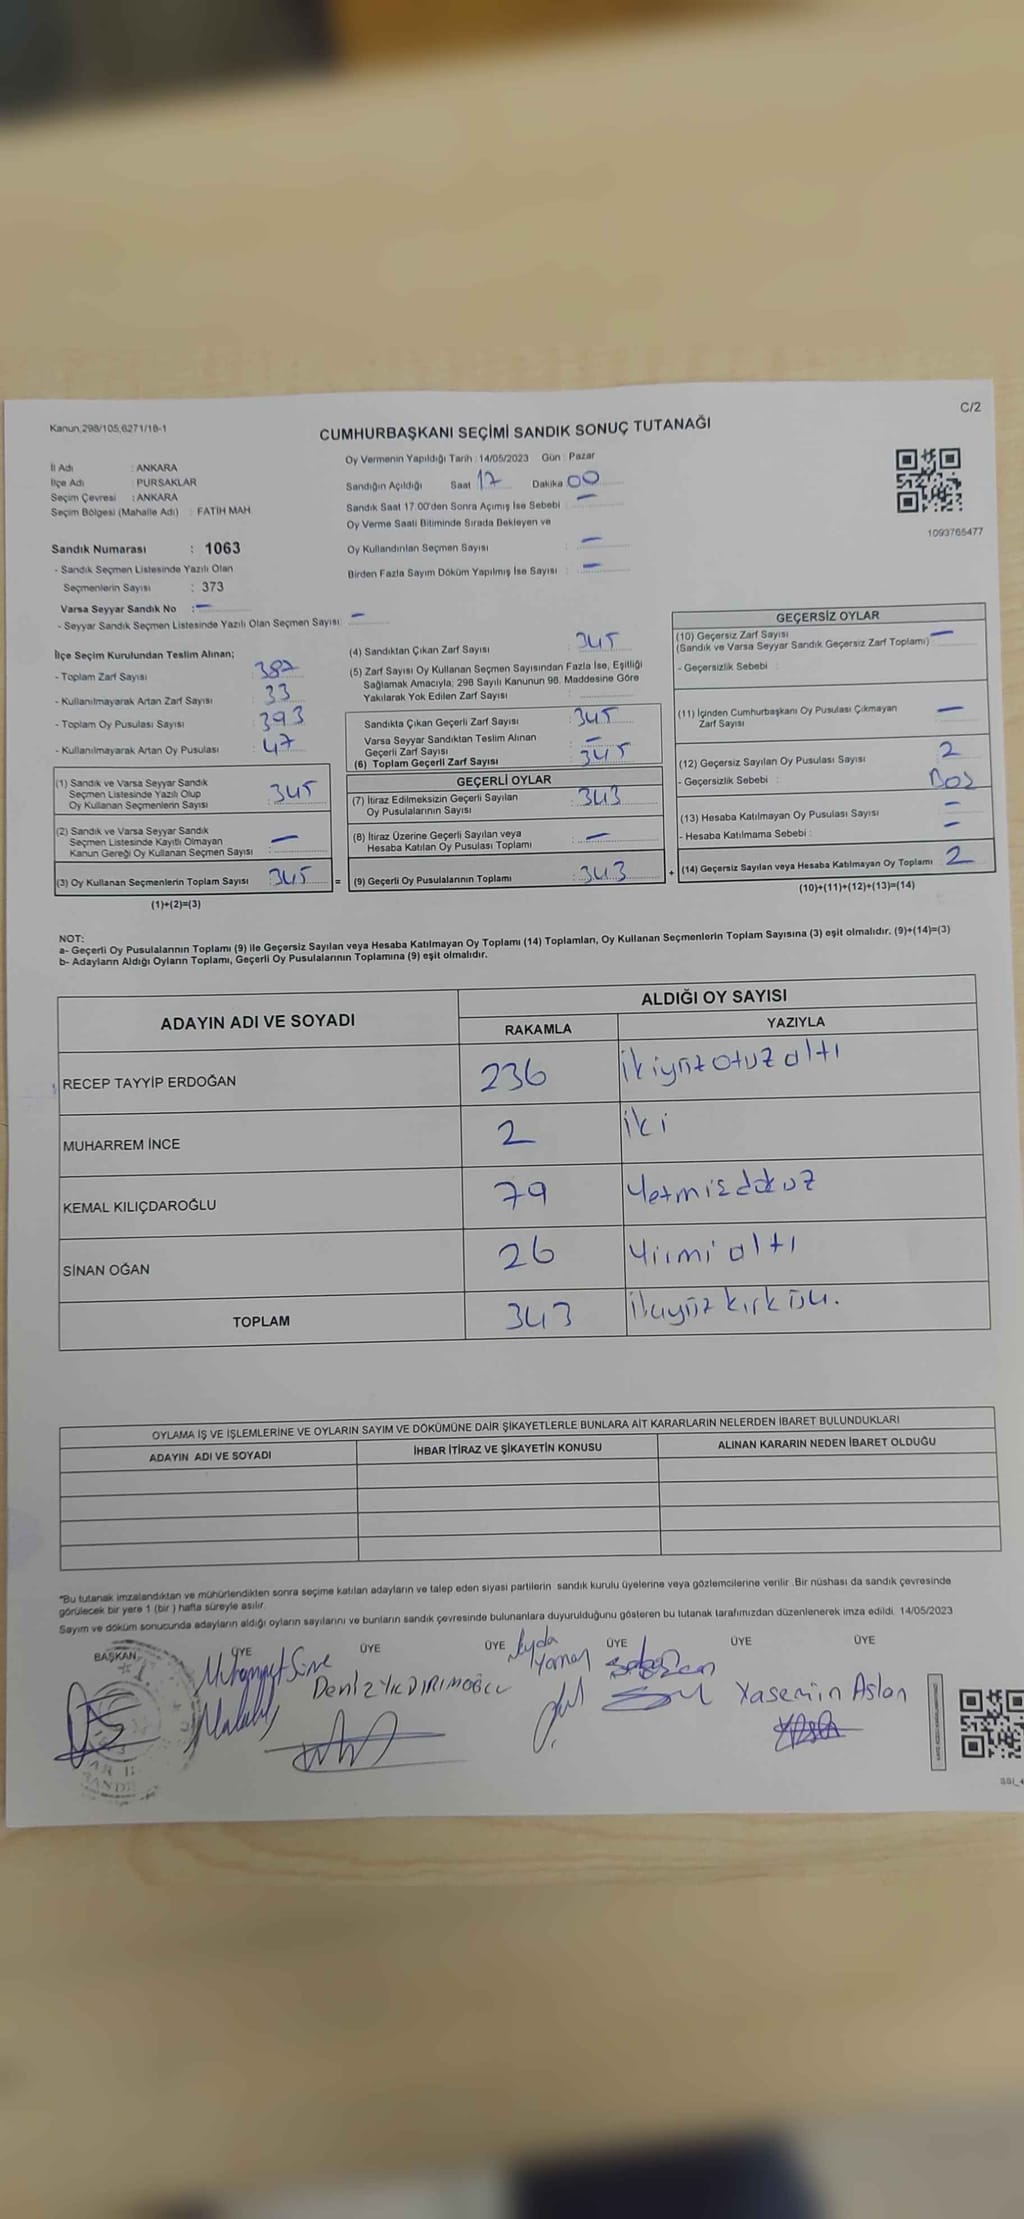 C/2
Kanun,298/105,6271/18-1
CUMHURBAŞKANI SEÇİMİ SANDIK SONUÇ TUTANAĞI
İl Adı : ANKARA
İlçe Adı : PURSAKLAR
Seçim Çevresi : ANKARA
Seçim Bölgesi (Mahalle Adı) : FATİH MAH
Oy Vermenin Yapıldığı Tarih : 14/05/2023 Gün : Pazar
Sandığın Açıldığı Saat 17 Dakika 00
Sandık Saat 17.00'den Sonra Açımış İse Sebebi : —
Oy Verme Saati Bitiminde Sırada Bekleyen ve
Oy Kullandırılan Seçmen Sayısı : —
Birden Fazla Sayım Döküm Yapılmış İse Sayısı : —
1093765477
Sandık Numarası : 1063
- Sandık Seçmen Listesinde Yazılı Olan
Seçmenlerin Sayısı : 373
Varsa Seyyar Sandık No : —
- Seyyar Sandık Seçmen Listesinde Yazılı Olan Seçmen Sayısı: —
İlçe Seçim Kurulundan Teslim Alınan;
- Toplam Zarf Sayısı : 387
- Kullanılmayarak Artan Zarf Sayısı : 33
- Toplam Oy Pusulası Sayısı : 393
- Kullanılmayarak Artan Oy Pusulası : 47
(1) Sandık ve Varsa Seyyar Sandık
Seçmen Listesinde Yazılı Olup
Oy Kullanan Seçmenlerin Sayısı : 345
(2) Sandık ve Varsa Seyyar Sandık
Seçmen Listesinde Kayıtlı Olmayan
Kanun Gereği Oy Kullanan Seçmen Sayısı : —
(3) Oy Kullanan Seçmenlerin Toplam Sayısı : 345
(1)+(2)=(3)
(4) Sandıktan Çıkan Zarf Sayısı : 345
(5) Zarf Sayısı Oy Kullanan Seçmen Sayısından Fazla İse, Eşitliği
Sağlamak Amacıyla; 298 Sayılı Kanunun 98. Maddesine Göre
Yakılarak Yok Edilen Zarf Sayısı :
Sandıkta Çıkan Geçerli Zarf Sayısı : 345
Varsa Seyyar Sandıktan Teslim Alınan
Geçerli Zarf Sayısı : —
(6) Toplam Geçerli Zarf Sayısı : 345
GEÇERLİ OYLAR
(7) İtiraz Edilmeksizin Geçerli Sayılan
Oy Pusulalarının Sayısı : 343
(8) İtiraz Üzerine Geçerli Sayılan veya
Hesaba Katılan Oy Pusulası Toplamı : —
= (9) Geçerli Oy Pusulalarının Toplamı : 343
GEÇERSİZ OYLAR
(10) Geçersiz Zarf Sayısı —
(Sandık ve Varsa Seyyar Sandık Geçersiz Zarf Toplamı)
- Geçersizlik Sebebi :
(11) İçinden Cumhurbaşkanı Oy Pusulası Çıkmayan
Zarf Sayısı —
(12) Geçersiz Sayılan Oy Pusulası Sayısı 2
- Geçersizlik Sebebi : Boş
(13) Hesaba Katılmayan Oy Pusulası Sayısı —
- Hesaba Katılmama Sebebi : —
+ (14) Geçersiz Sayılan veya Hesaba Katılmayan Oy Toplamı 2
(10)+(11)+(12)+(13)=(14)
NOT:
a- Geçerli Oy Pusulalarının Toplamı (9) ile Geçersiz Sayılan veya Hesaba Katılmayan Oy Toplamı (14) Toplamları, Oy Kullanan Seçmenlerin Toplam Sayısına (3) eşit olmalıdır. (9)+(14)=(3)
b- Adayların Aldığı Oyların Toplamı, Geçerli Oy Pusulalarının Toplamına (9) eşit olmalıdır.
ADAYIN ADI VE SOYADI ALDIĞI OY SAYISI
RAKAMLA YAZIYLA
RECEP TAYYİP ERDOĞAN 236 ikiyüz otuz altı
MUHARREM İNCE 2 iki
KEMAL KILIÇDAROĞLU 79 Yetmiş dokuz
SİNAN OĞAN 26 Yirmi altı
TOPLAM 343
OYLAMA İŞ VE İŞLEMLERİNE VE OYLARIN SAYIM VE DÖKÜMÜNE DAİR ŞİKAYETLERLE BUNLARA AİT KARARLARIN NELERDEN İBARET BULUNDUKLARI
ADAYIN ADI VE SOYADI İHBAR İTİRAZ VE ŞİKAYETİN KONUSU ALINAN KARARIN NEDEN İBARET OLDUĞU
"Bu tutanak imzalandıktan ve mühürlendikten sonra seçime katılan adayların ve talep eden siyasi partilerin sandık kurulu üyelerine veya gözlemcilerine verilir .Bir nüshası da sandık çevresinde
görülecek bir yere 1 (bir ) hafta süreyle asılır.
Sayım ve döküm sonucunda adayların aldığı oyların sayılarını ve bunların sandık çevresinde bulunanlara duyurulduğunu gösteren bu tutanak tarafımızdan düzenlenerek imza edildi. 14/05/2023
BAŞKAN ÜYE ÜYE ÜYE ÜYE ÜYE ÜYE
DENİZ YILDIRIMOĞLU
Yaman
Yasemin Aslan